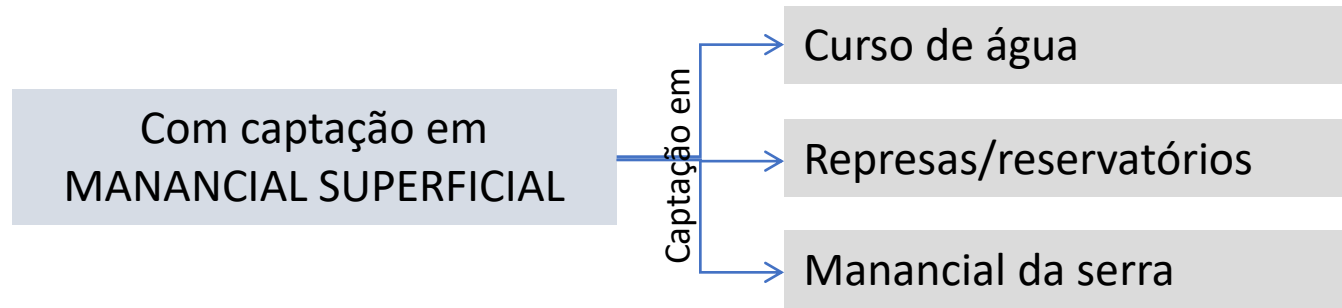 Com captação em
MANANCIAL SUPERFICIAL
Captação em
Curso de água
Represas/reservatórios
Manancial da serra